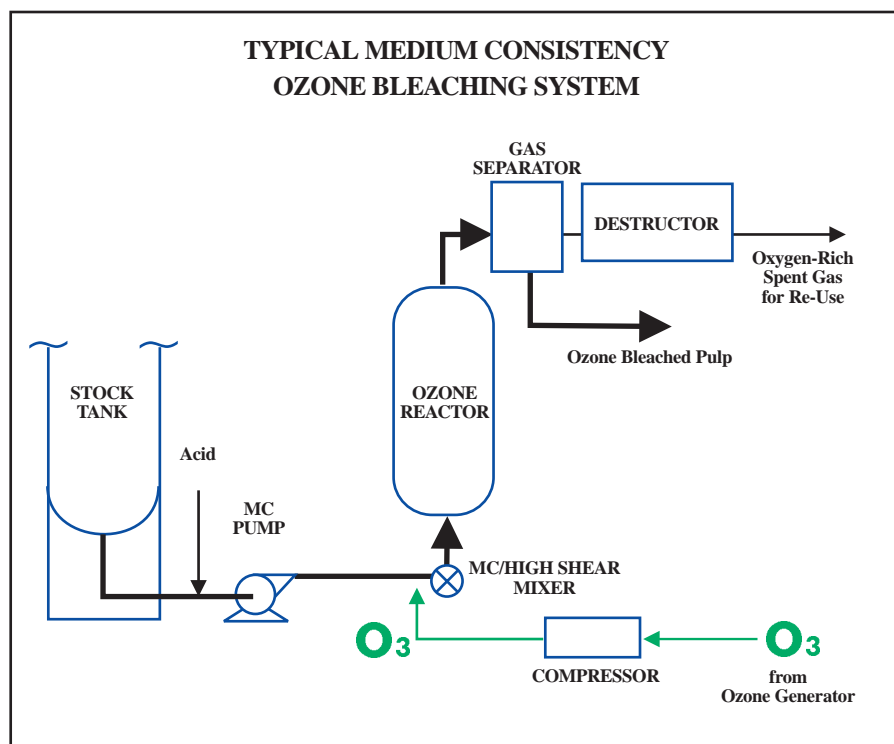 TYPICAL MEDIUM CONSISTENCY
OZONE BLEACHING SYSTEM
GAS
SEPARATOR
DESTRUCTOR
Oxygen-Rich
Spent Gas
for Re-Use
Ozone Bleached Pulp
STOCK
TANK
OZONE
REACTOR
Acid
MC
PUMP
MC/HIGH SHEAR
MIXER
O3
O3
COMPRESSOR
from
Ozone Generator